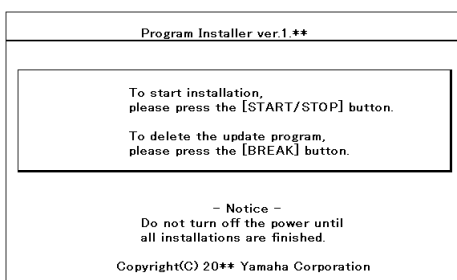 Program Installer ver.1.**
To start installation,
please press the [START/STOP] button.
To delete the update program,
please press the [BREAK] button.
- Notice -
Do not turn off the power until
all installations are finished.
Copyright(C) 20** Yamaha Corporation